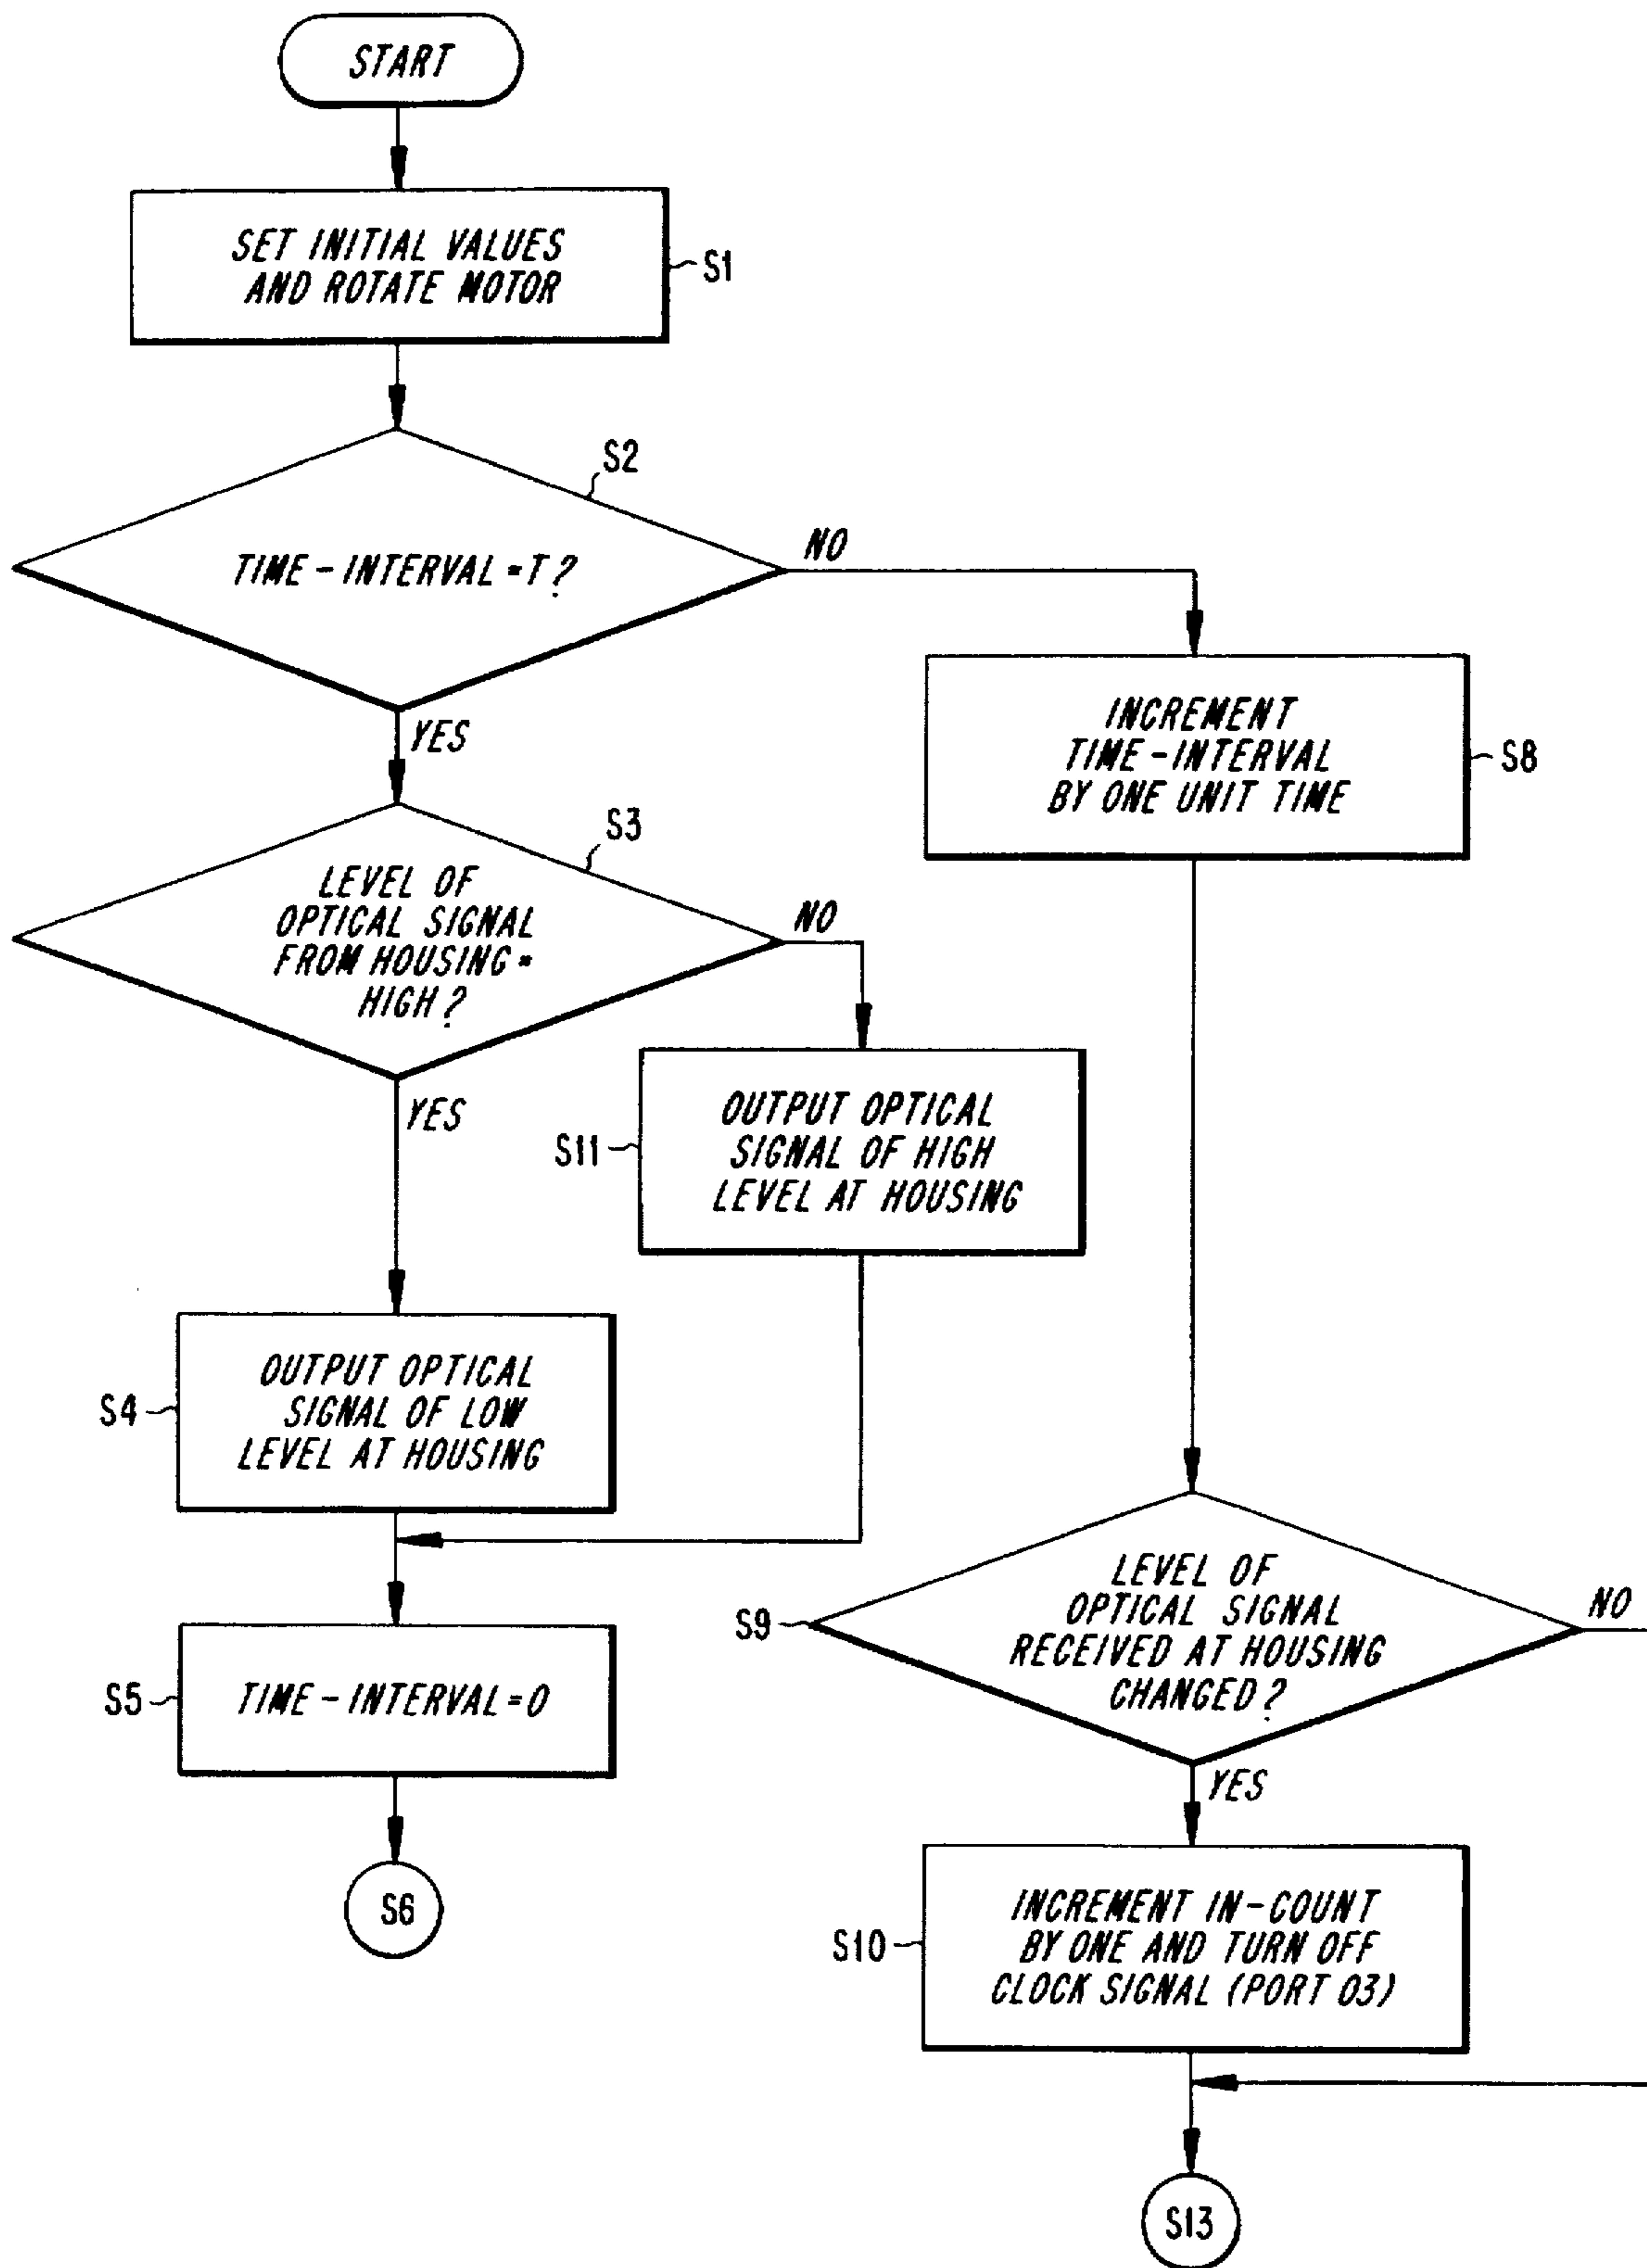 START
SET INITIAL VALUES
AND ROTATE MOTOR
S1
S2
TIME-INTERVAL=T?
NO
YES
INCREMENT
TIME-INTERVAL
BY ONE UNIT TIME
S8
S3
LEVEL OF
OPTICAL SIGNAL
FROM HOUSING=
HIGH?
NO
YES
S11
OUTPUT OPTICAL
SIGNAL OF HIGH
LEVEL AT HOUSING
S4
OUTPUT OPTICAL
SIGNAL OF LOW
LEVEL AT HOUSING
S9
LEVEL OF
OPTICAL SIGNAL
RECEIVED AT HOUSING
CHANGED?
NO
YES
S5
TIME-INTERVAL=0
S6
S10
INCREMENT IN-COUNT
BY ONE AND TURN OFF
CLOCK SIGNAL (PORT 03)
S13